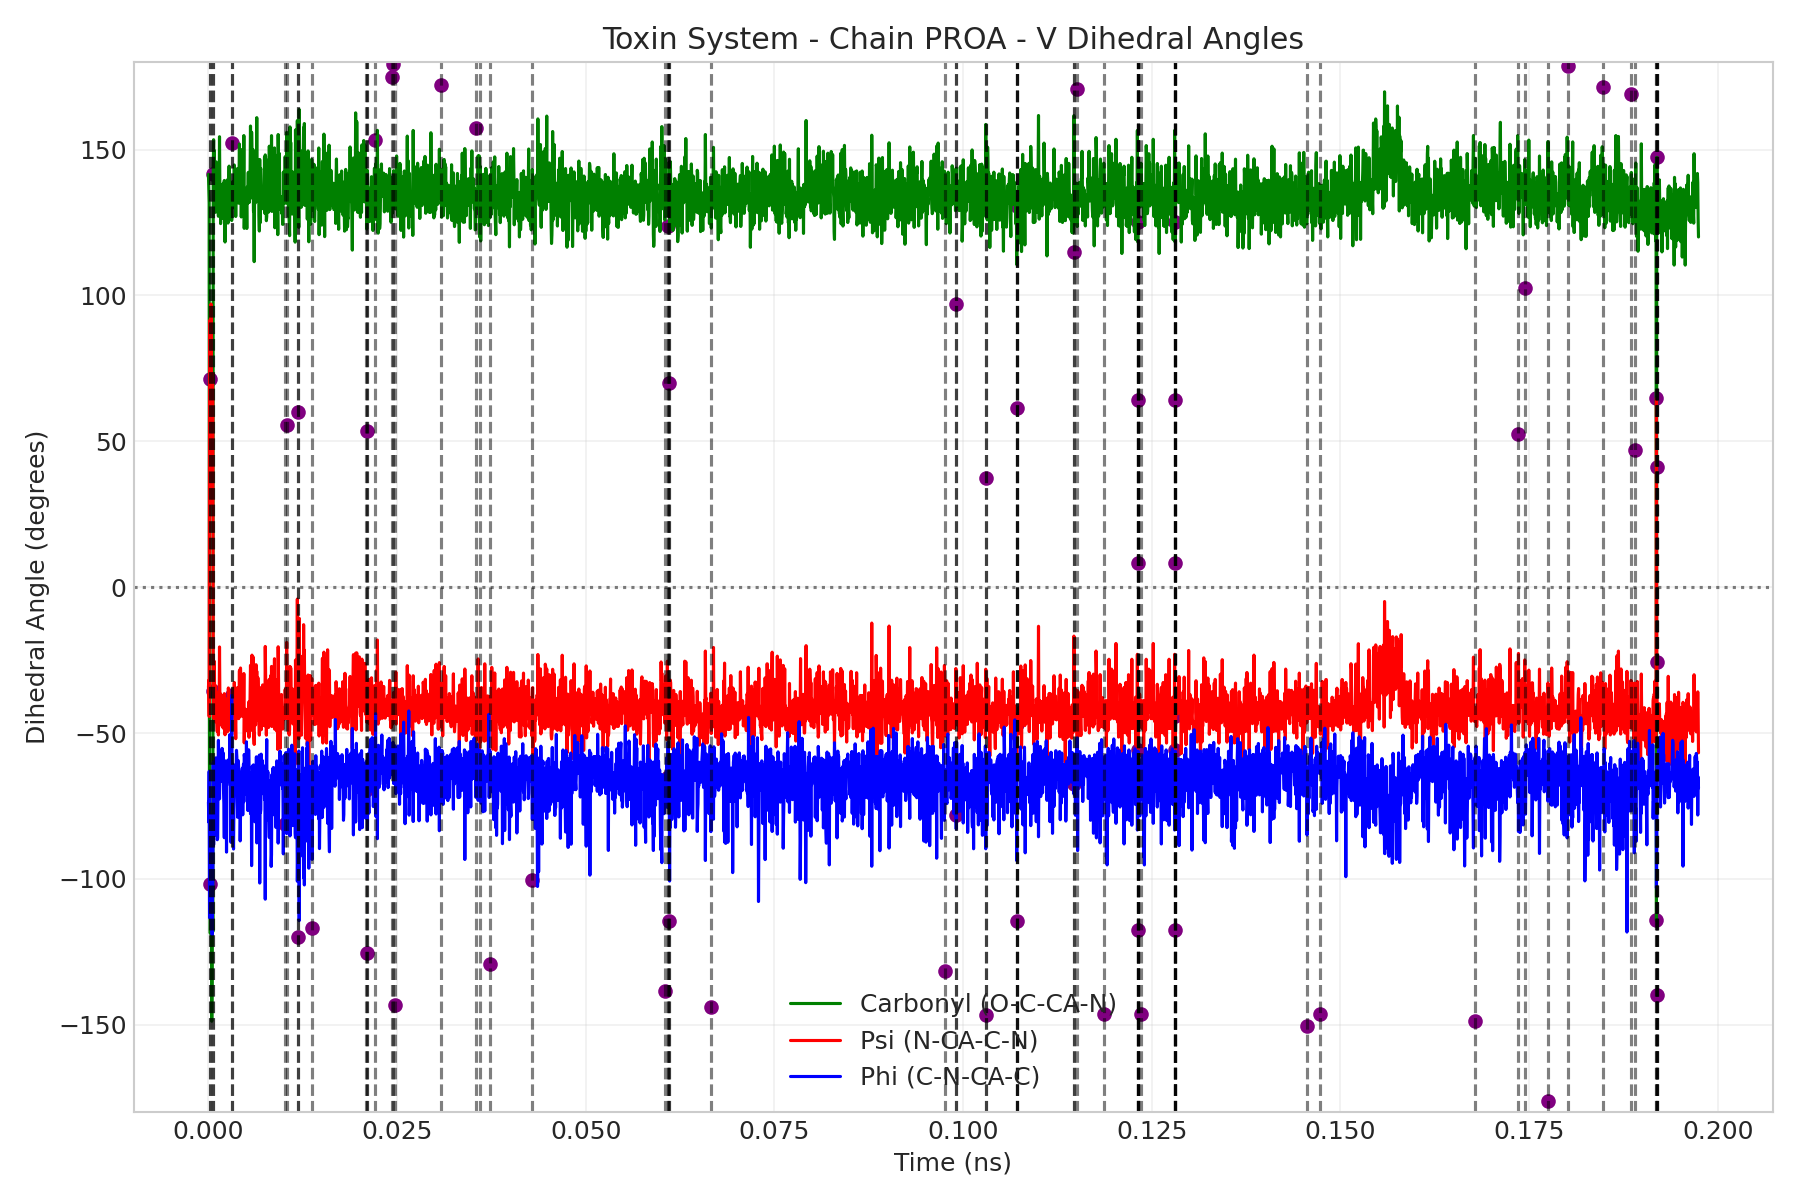 Toxin System - Chain PROA - V Dihedral Angles
Dihedral Angle (degrees)
150
100
50
0
−50
−100
−150
Carbonyl (O-C-CA-N)
Psi (N-CA-C-N)
Phi (C-N-CA-C)
0.000 0.025 0.050 0.075 0.100 0.125 0.150 0.175 0.200
Time (ns)